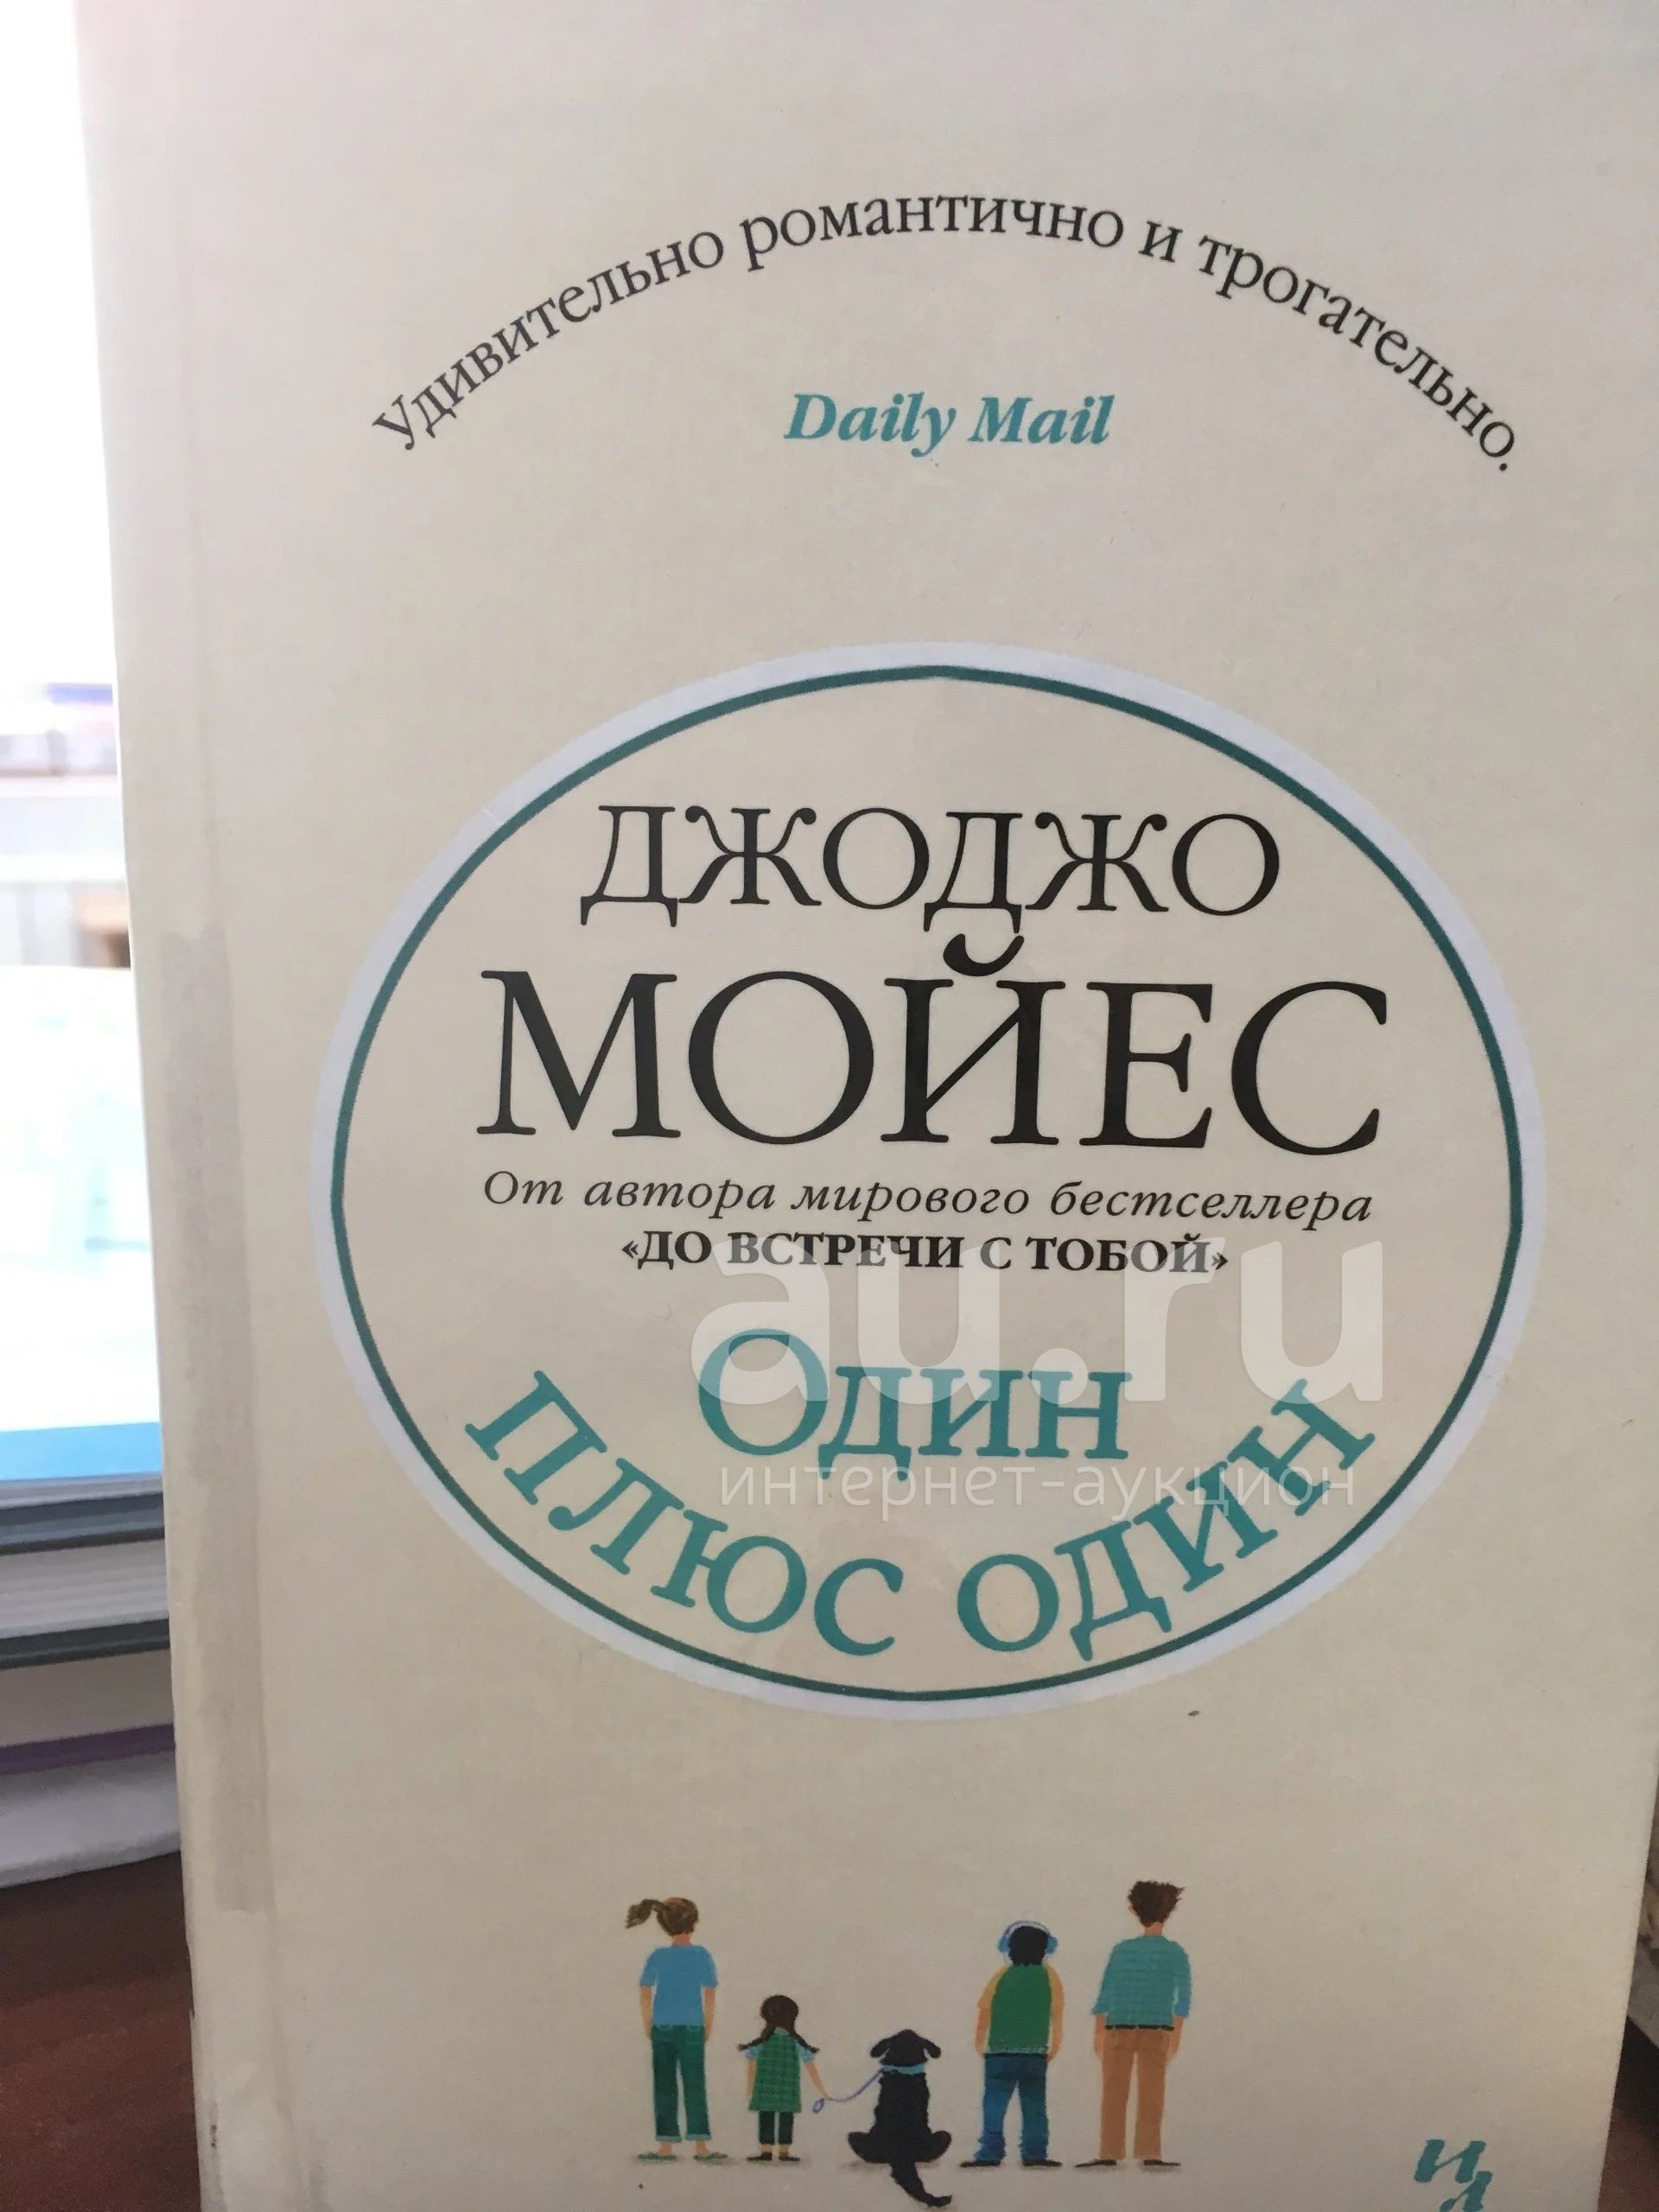 Удивительно романтично и трогательно.
Daily Mail
ДЖОДЖО
МОЙЕС
От автора мирового бестселлера
«ДО ВСТРЕЧИ С ТОБОЙ»
au.ru
Один
интернет-аукцион
ПЛЮС ОДИН
И
Л